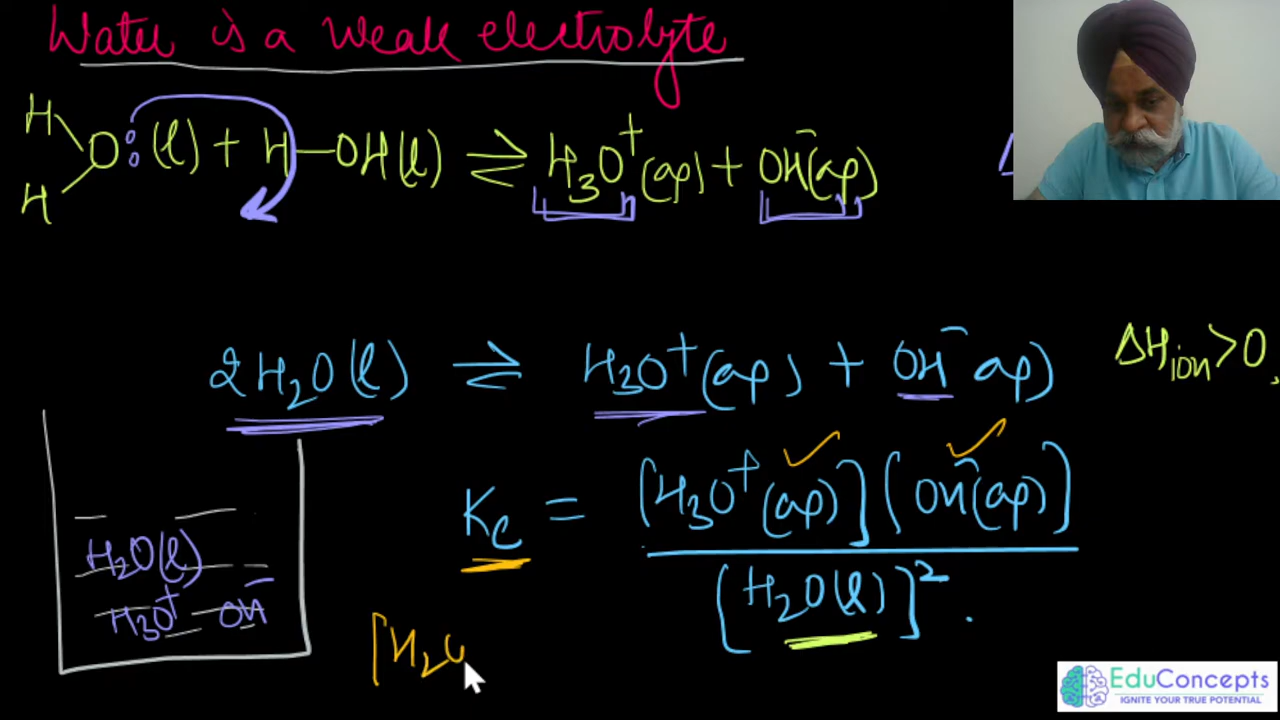 Water is a weak electrolyte
H
O : (l) + H — OH(l) ⇌ H3O+ (aq) + OH-(aq)
H
2H2O(l) ⇌ H3O+(aq) + OH- aq) ΔHion>0,
Kc = [H3O+(aq)][OH-(aq)]
[H2O(l)]2.
H2O(l)
H3O+ OH-
[H2O
EduConcepts
IGNITE YOUR TRUE POTENTIAL